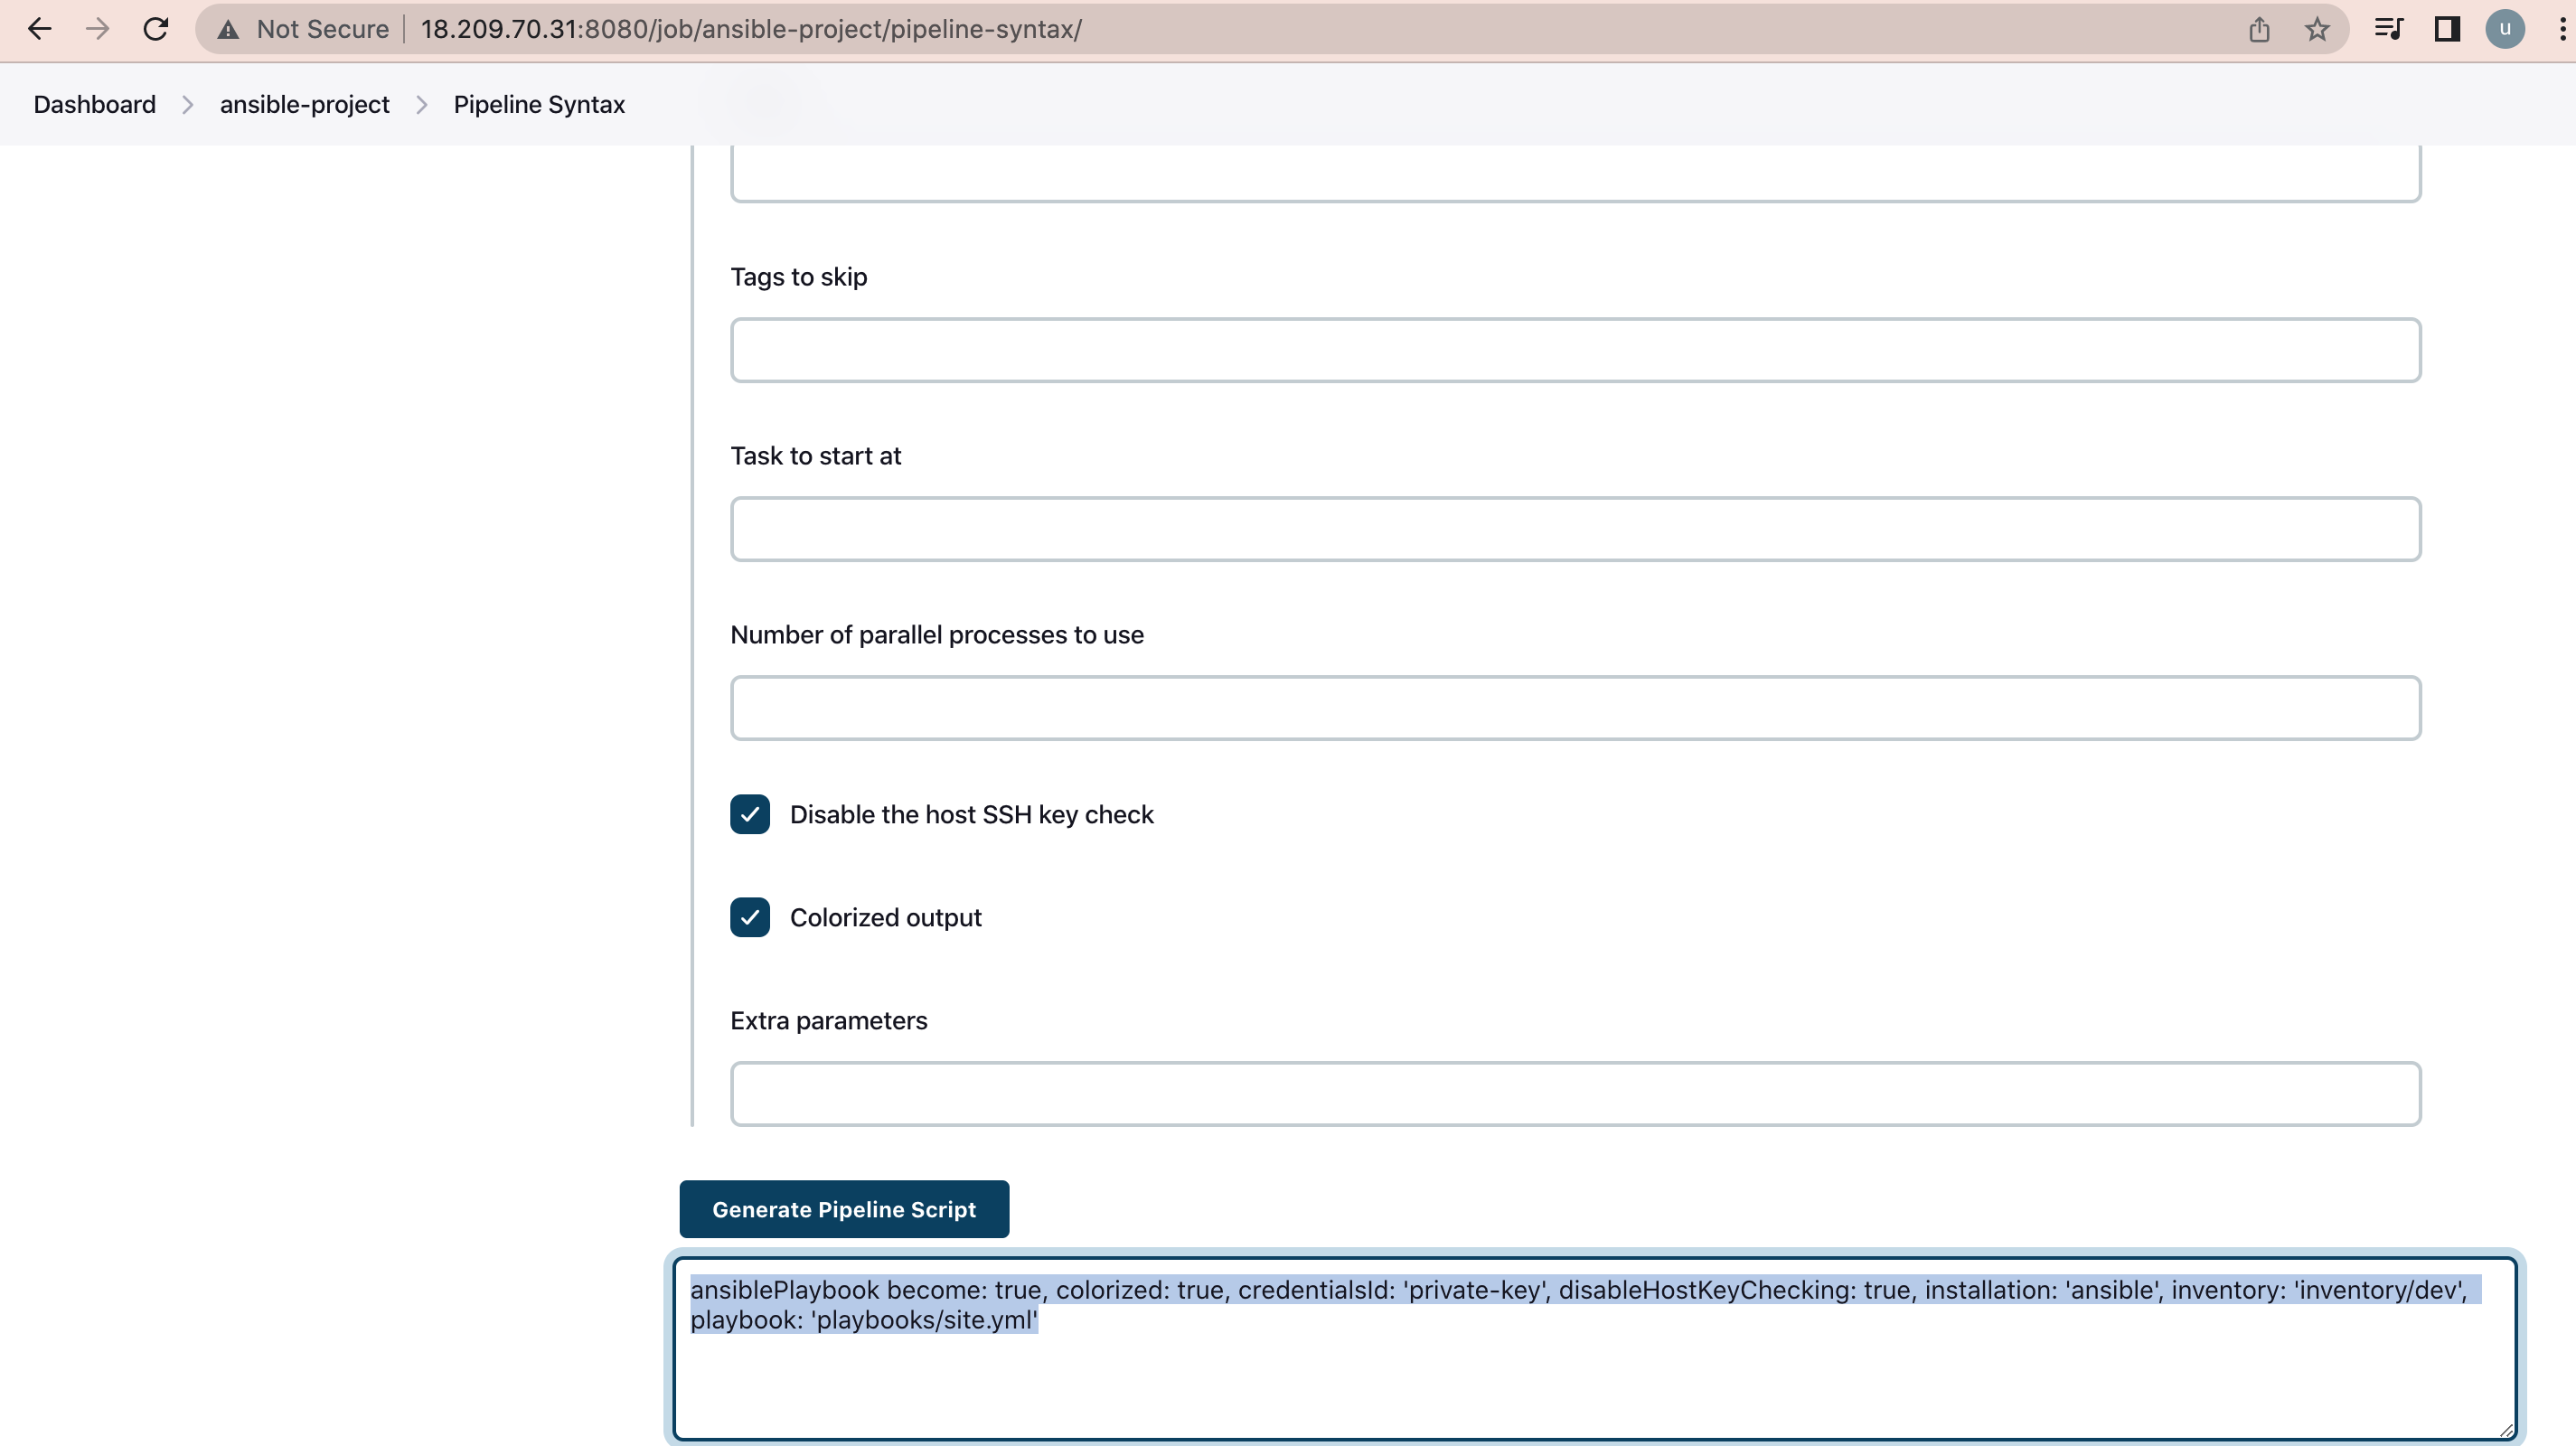 Not Secure 18.209.70.31:8080/job/ansible-project/pipeline-syntax/
u
Dashboard
ansible-project
Pipeline Syntax
Tags to skip
Task to start at
Number of parallel processes to use
Disable the host SSH key check
Colorized output
Extra parameters
Generate Pipeline Script
ansiblePlaybook become: true, colorized: true, credentialsId: 'private-key', disableHostKeyChecking: true, installation: 'ansible', inventory: 'inventory/dev',
playbook: 'playbooks/site.yml'